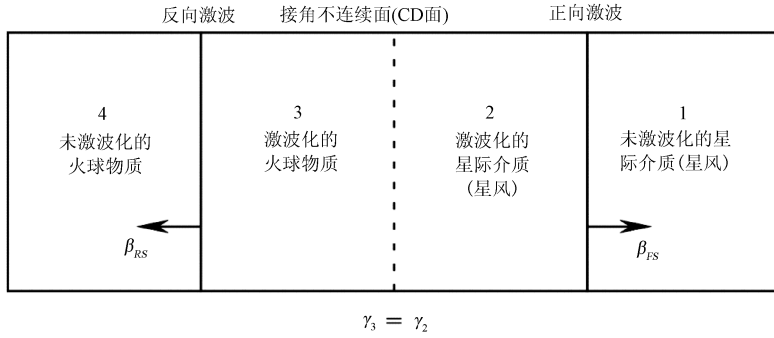 反向激波 接角不连续面(CD面) 正向激波
4 3 2 1
未激波化的
火球物质
激波化的
火球物质
激波化的
星际介质
(星风)
未激波化的星
际介质(星风)
β_RS
β_FS
γ₃ = γ₂